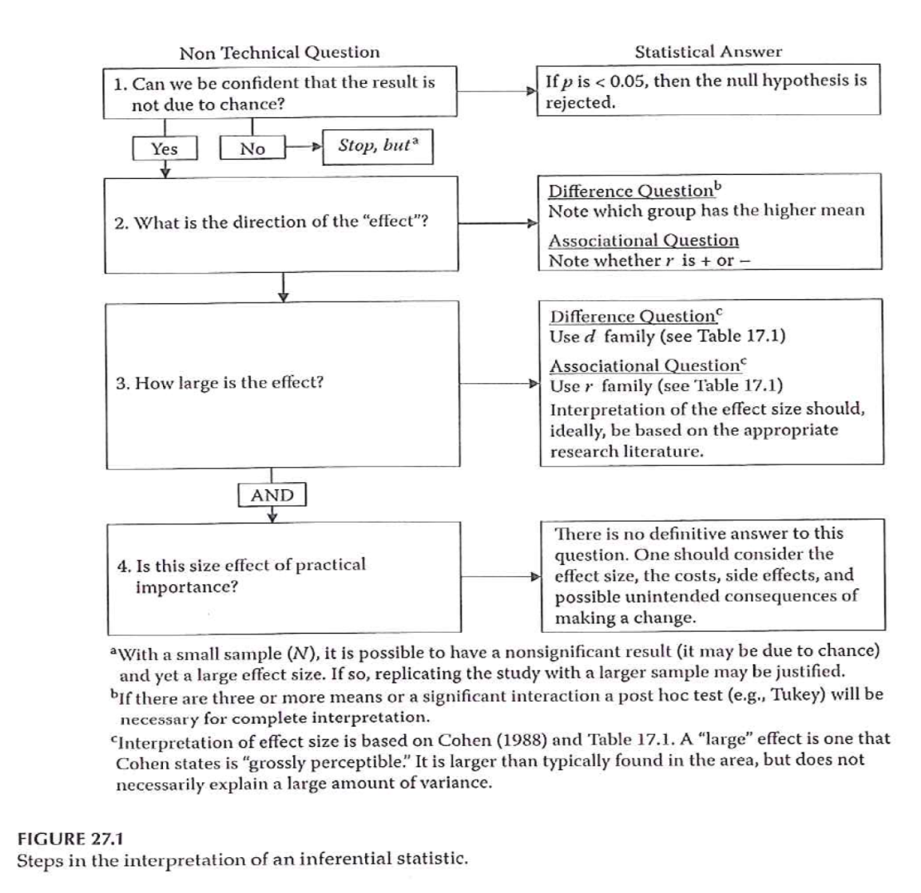 Non Technical Question
Statistical Answer
1. Can we be confident that the result is
not due to chance?
If p is < 0.05, then the null hypothesis is
rejected.
Yes
No
Stop, butª
2. What is the direction of the “effect”?
Difference Questionᵇ
Note which group has the higher mean
Associational Question
Note whether r is + or −
3. How large is the effect?
Difference Questionᶜ
Use d family (see Table 17.1)
Associational Questionᶜ
Use r family (see Table 17.1)
Interpretation of the effect size should,
ideally, be based on the appropriate
research literature.
AND
4. Is this size effect of practical
importance?
There is no definitive answer to this
question. One should consider the
effect size, the costs, side effects, and
possible unintended consequences of
making a change.
ªWith a small sample (N), it is possible to have a nonsignificant result (it may be due to chance)
and yet a large effect size. If so, replicating the study with a larger sample may be justified.
ᵇIf there are three or more means or a significant interaction a post hoc test (e.g., Tukey) will be
necessary for complete interpretation.
ᶜInterpretation of effect size is based on Cohen (1988) and Table 17.1. A “large” effect is one that
Cohen states is “grossly perceptible.” It is larger than typically found in the area, but does not
necessarily explain a large amount of variance.
FIGURE 27.1
Steps in the interpretation of an inferential statistic.